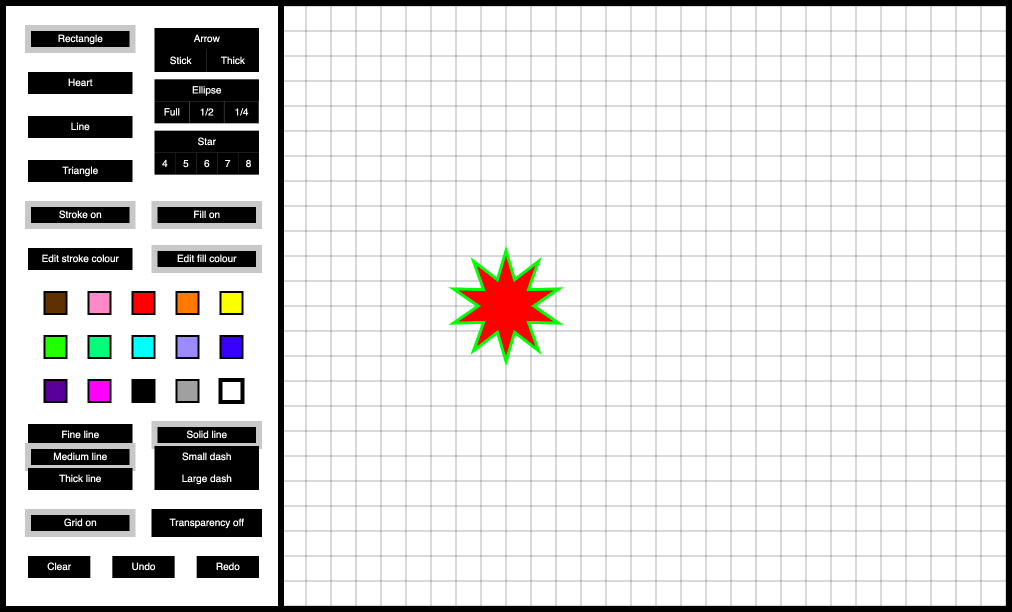 Rectangle
Arrow
Stick Thick
Heart
Ellipse
Full 1/2 1/4
Line
Star
4 5 6 7 8
Triangle
Stroke on Fill on
Edit stroke colour Edit fill colour
Fine line Solid line
Medium line Small dash
Thick line Large dash
Grid on Transparency off
Clear Undo Redo